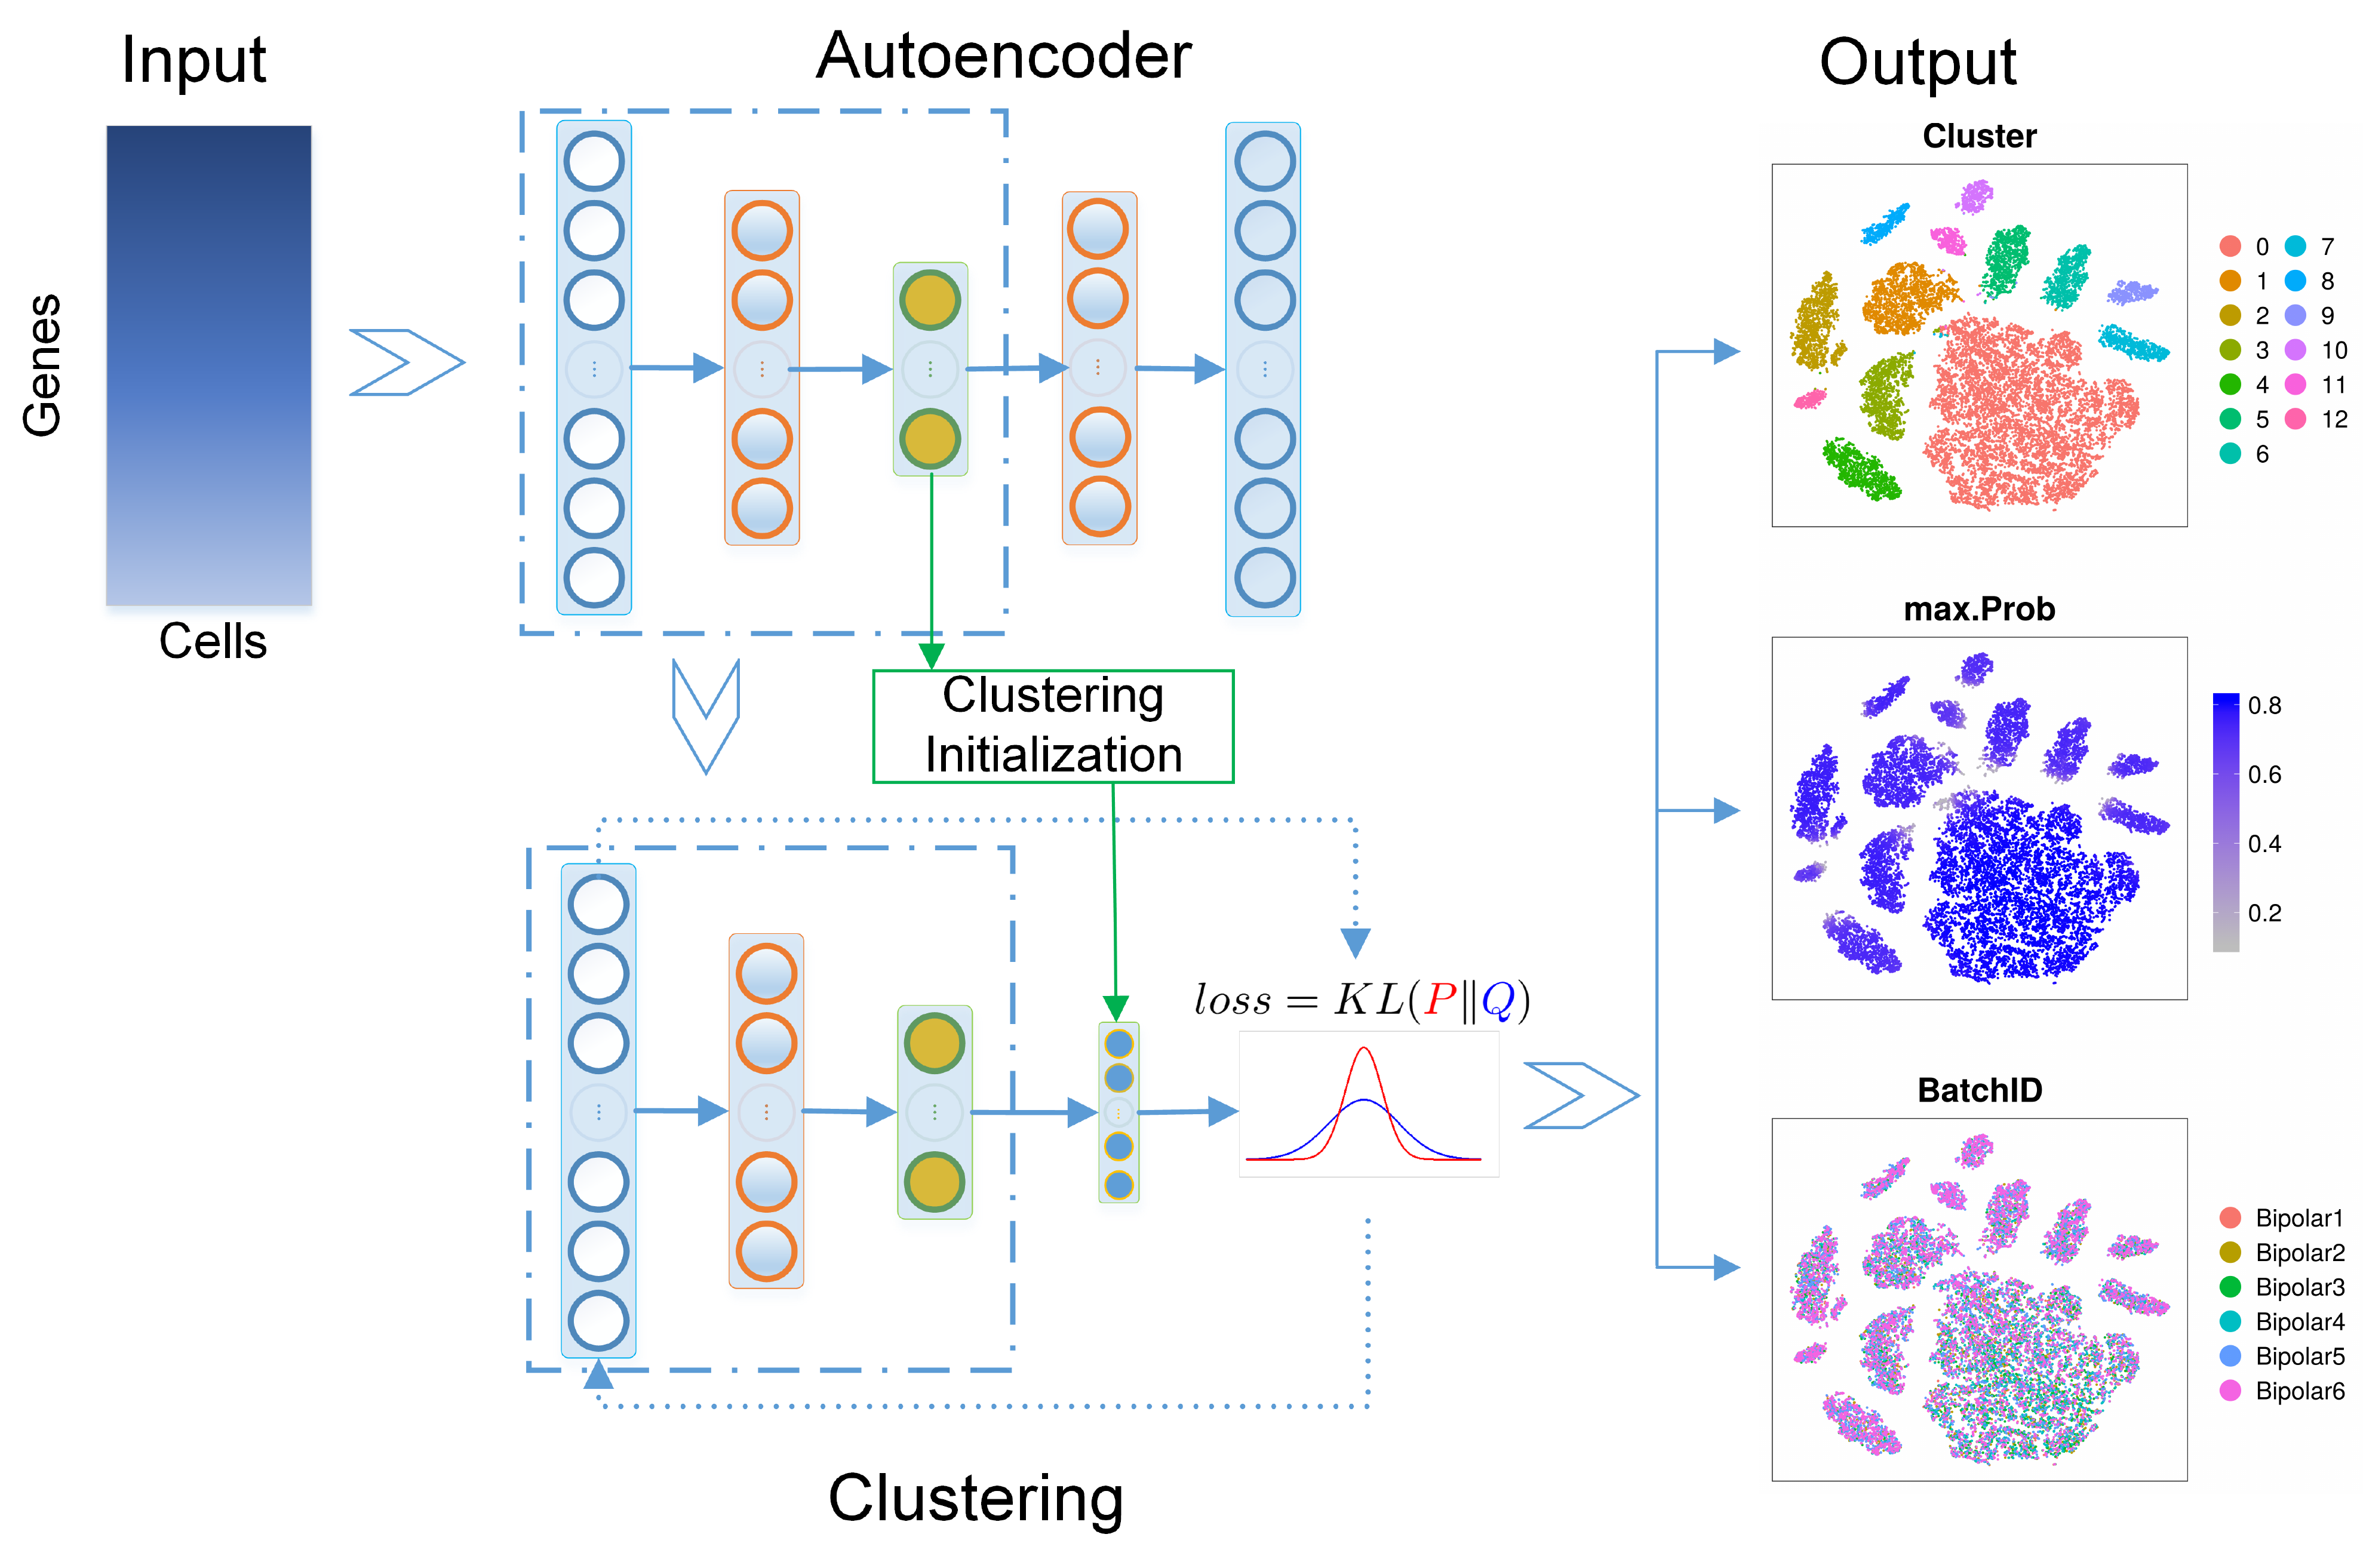 Input
Genes
Cells
Autoencoder
Clustering
Initialization
loss = KL(P∥Q)
Clustering
Output
Cluster
0 7
1 8
2 9
3 10
4 11
5 12
6
max.Prob
0.8
0.6
0.4
0.2
BatchID
Bipolar1
Bipolar2
Bipolar3
Bipolar4
Bipolar5
Bipolar6